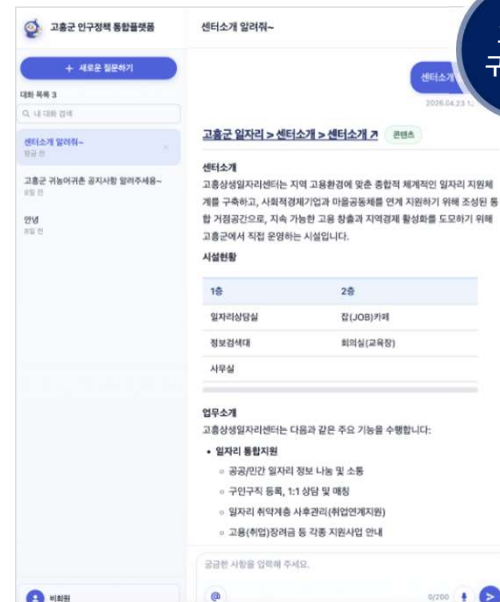 고흥군 인구정책 통합플랫폼
+ 새로운 질문하기
대화 목록 3
내 대화 검색
센터소개 알려줘~
방금 전
고흥군 귀농어귀촌 공지사항 알려주세용~
8일 전
안녕
8일 전
비회원
센터소개 알려줘~
센터소개
2026.04.23
고흥군 일자리 > 센터소개 > 센터소개
콘텐츠
센터소개
고흥상생일자리센터는 지역 고용환경에 맞춘 종합적 체계적인 일자리 지원체
계를 구축하고, 사회적경제기업과 마을공동체를 연계 지원하기 위해 조성된 통
합 거점공간으로, 지속 가능한 고용 창출과 지역경제 활성화를 도모하기 위해
고흥군에서 직접 운영하는 시설입니다.
시설현황
1층 2층
일자리상담실 잡(JOB)카페
정보검색대 회의실(교육장)
사무실
업무소개
고흥상생일자리센터는 다음과 같은 주요 기능을 수행합니다:
• 일자리 통합지원
○ 공공/민간 일자리 정보 나눔 및 소통
○ 구인구직 등록, 1:1 상담 및 매칭
○ 일자리 취약계층 사후관리(취업연계지원)
○ 고용(취업)장려금 등 각종 지원사업 안내
궁금한 사항을 입력해 주세요.
@
0/200